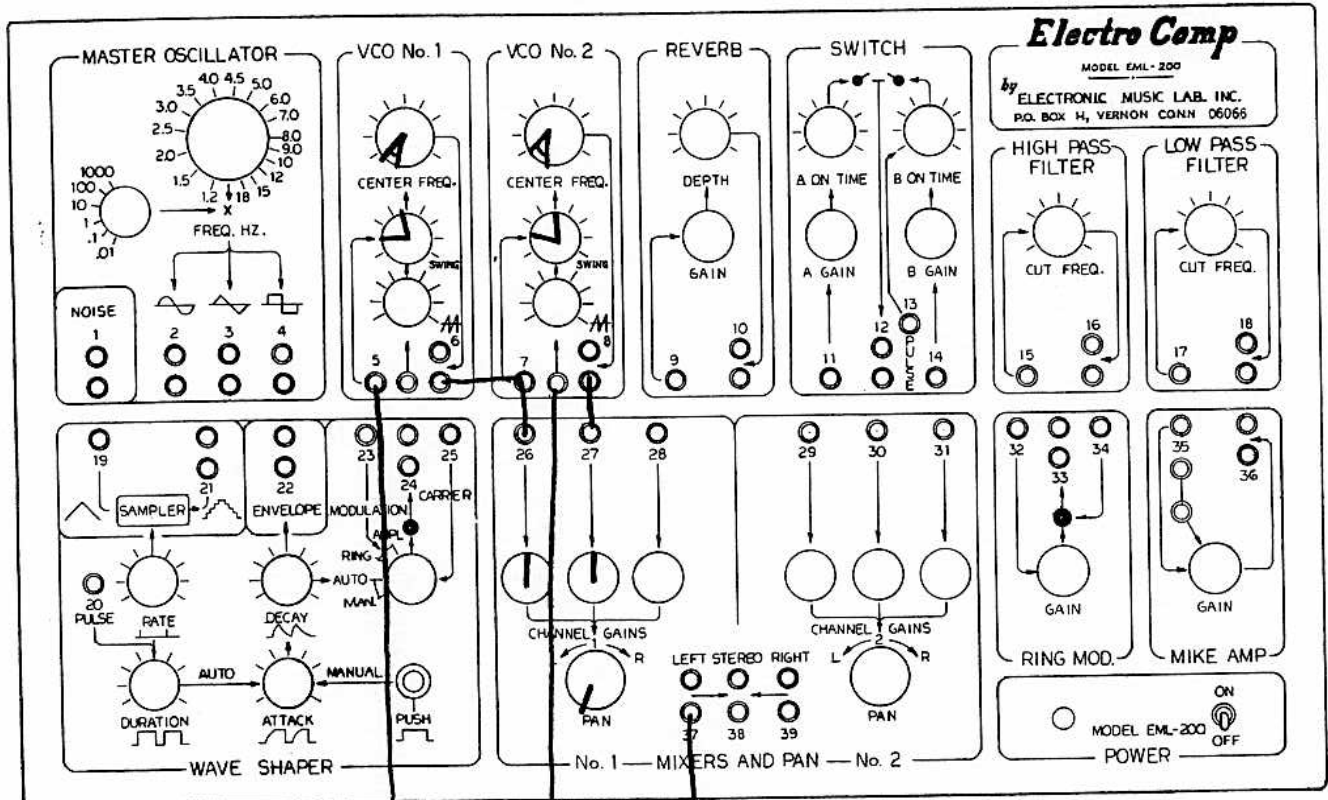 Electro Comp
MODEL EML-200
by ELECTRONIC MUSIC LAB. INC.
P.O. BOX H, VERNON CONN 06066
MASTER OSCILLATOR
1.2
1.5
2.0
2.5
3.0
3.5
4.0
4.5
5.0
6.0
7.0
8.0
9.0
10
12
15
18
1000
100
10
1
.1
.01
X
FREQ. HZ.
NOISE
1
2
3
4
VCO No. 1
CENTER FREQ.
SWING
5
6
VCO No. 2
CENTER FREQ.
SWING
7
8
REVERB
DEPTH
GAIN
9
10
SWITCH
A ON TIME
B ON TIME
A GAIN
B GAIN
11
12
13
PULSE
14
HIGH PASS
FILTER
CUT FREQ.
15
16
LOW PASS
FILTER
CUT FREQ.
17
18
19
SAMPLER
21
20
PULSE
RATE
DURATION
AUTO
22
ENVELOPE
DECAY
ATTACK
MANUAL
PUSH
23
24
25
MODULATION
CARRIER
AMPL
RING
AUTO
MAN.
WAVE SHAPER
26
27
28
CHANNEL GAINS
1
L
R
PAN
29
30
31
CHANNEL GAINS
2
L
R
PAN
LEFT STEREO RIGHT
37
38
39
No. 1 — MIXERS AND PAN — No. 2
32
33
34
GAIN
RING MOD.
35
36
GAIN
MIKE AMP
MODEL EML-200
ON
OFF
POWER